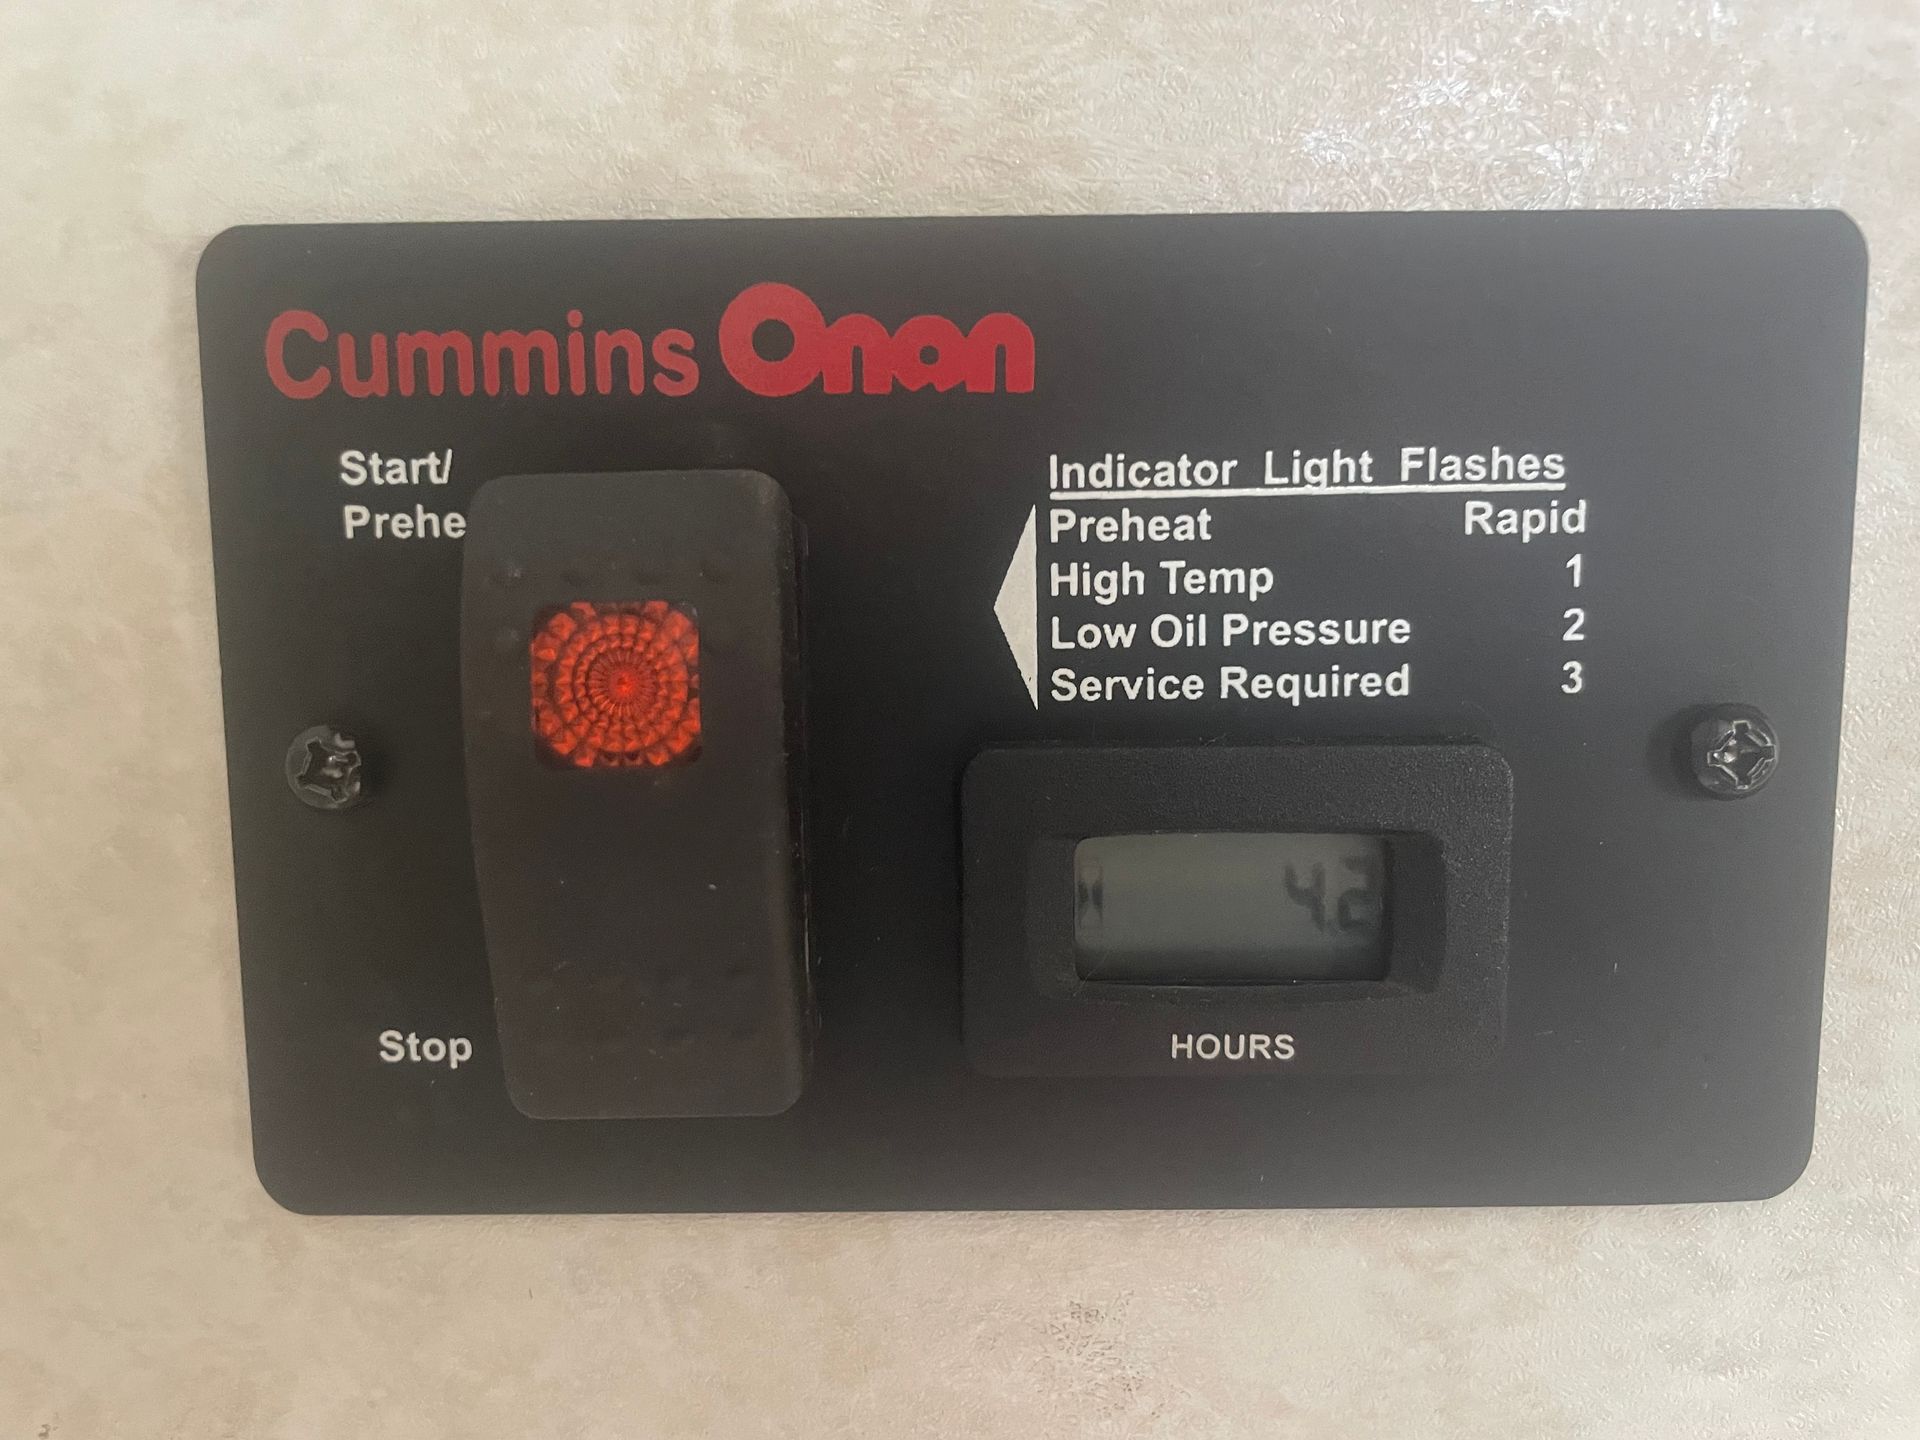 Cummins Onan
Start/
Prehe
Stop
Indicator Light Flashes
Preheat Rapid
High Temp 1
Low Oil Pressure 2
Service Required 3
4.2
HOURS